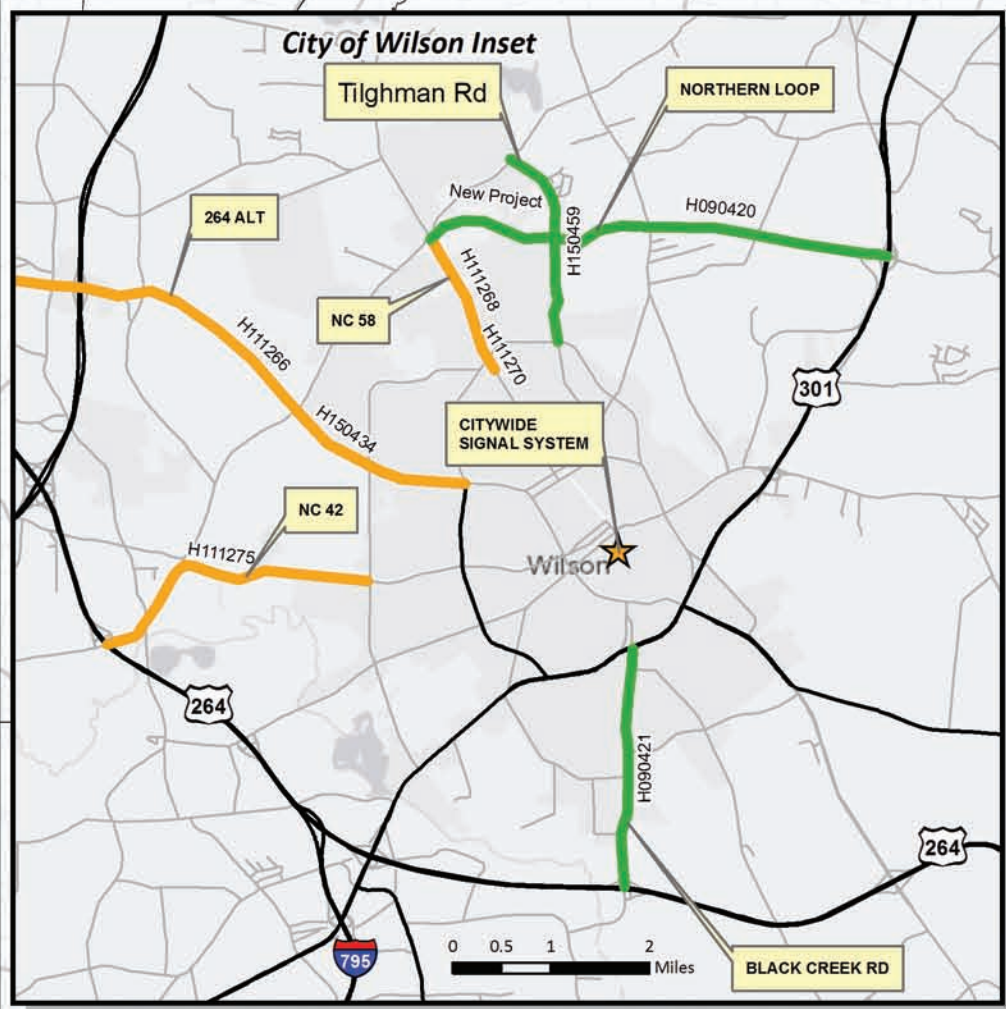 City of Wilson Inset
Tilghman Rd
NORTHERN LOOP
New Project
H090420
264 ALT
H150459
H111268
NC 58
H111270
H111266
301
H150434
CITYWIDE
SIGNAL SYSTEM
NC 42
H111275
Wilson
264
H090421
264
0 0.5 1 2
Miles
795
BLACK CREEK RD